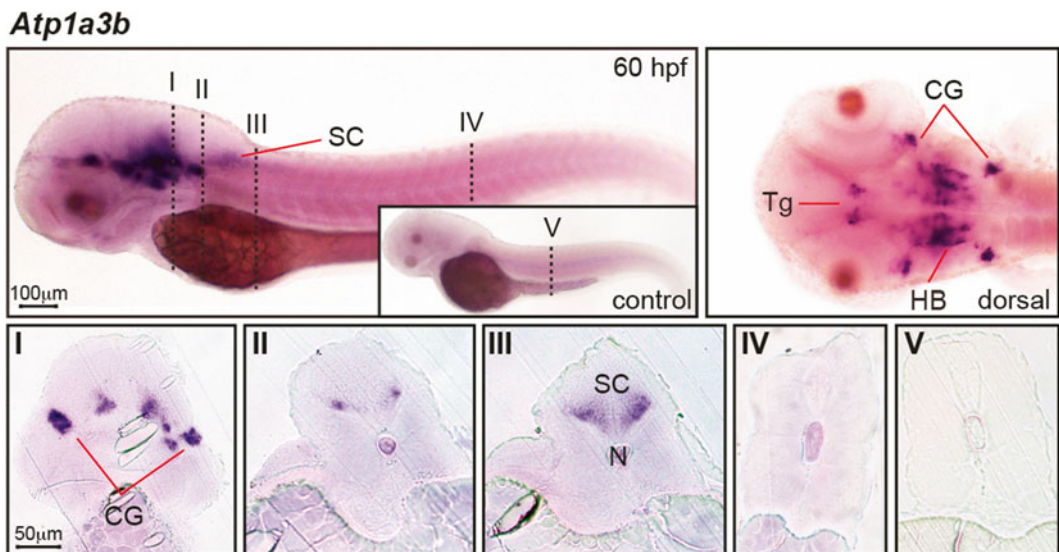 Atp1a3b
60 hpf
I
II
III
IV
SC
V
control
100µm
CG
Tg
HB
dorsal
I
CG
50µm
II
III
SC
N
IV
V